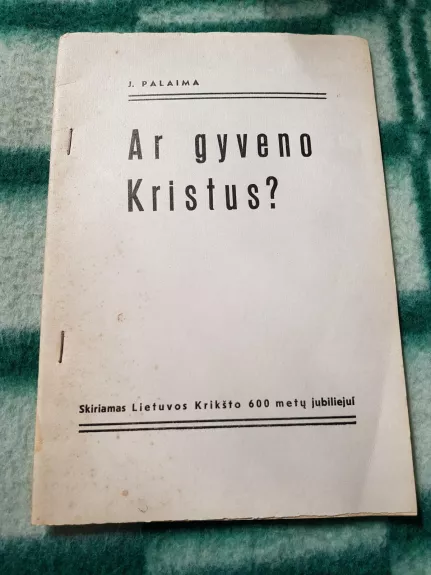 J. PALAIMA
Ar gyveno
Kristus?
Skiriamas Lietuvos Krikšto 600 metų jubiliejui